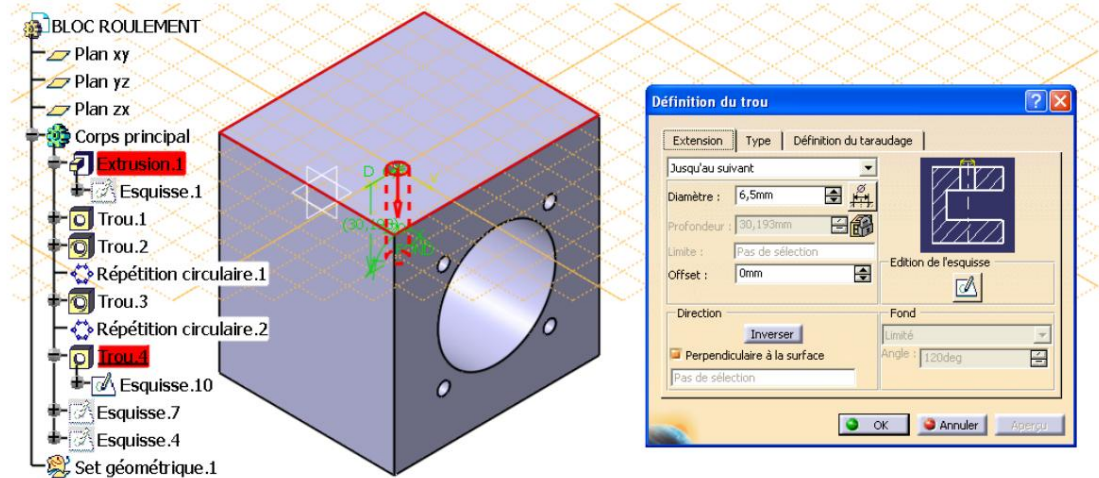 BLOC ROULEMENT
Plan xy
Plan yz
Plan zx
Corps principal
Extrusion.1
Esquisse.1
Trou.1
Trou.2
Répétition circulaire.1
Trou.3
Répétition circulaire.2
Trou.4
Esquisse.10
Esquisse.7
Esquisse.4
Set géométrique.1
D
Définition du trou
Extension Type Définition du taraudage
Jusqu'au suivant
Diamètre : 6,5mm
Profondeur : 30,193mm
Limite : Pas de sélection
Offset : 0mm
Edition de l'esquisse
Direction
Inverser
Perpendiculaire à la surface
Pas de sélection
Fond
Limité
Angle : 120deg
OK Annuler Aperçu